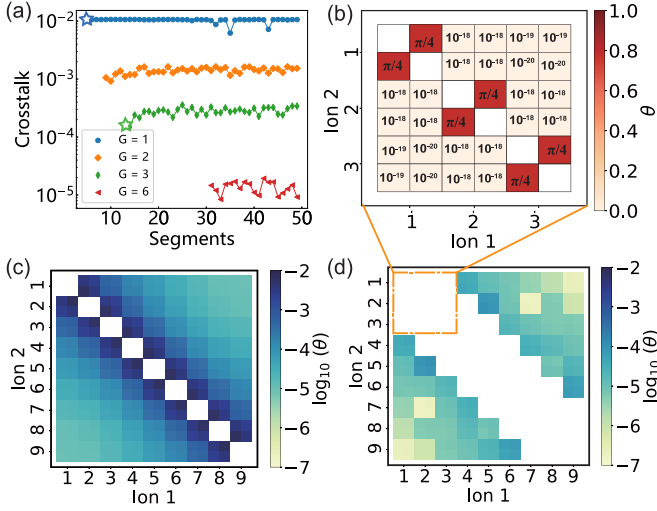 (a)
Crosstalk
10⁻²
10⁻³
10⁻⁴
10⁻⁵
G = 1
G = 2
G = 3
G = 6
0 10 20 30 40 50
Segments
(b)
Ion 2
1
2
3
π/4 10⁻¹⁸ 10⁻¹⁸ 10⁻¹⁹ 10⁻¹⁹
π/4 10⁻¹⁸ 10⁻¹⁸ 10⁻²⁰ 10⁻²⁰
10⁻¹⁸ 10⁻¹⁸ π/4 10⁻¹⁸ 10⁻¹⁸
10⁻¹⁸ 10⁻¹⁸ π/4 10⁻¹⁸ 10⁻¹⁸
10⁻¹⁹ 10⁻²⁰ 10⁻¹⁸ 10⁻¹⁸ π/4
10⁻¹⁹ 10⁻²⁰ 10⁻¹⁸ 10⁻¹⁸ π/4
1 2 3
Ion 1
1.0
0.8
0.6
0.4
0.2
0.0
θ
(c)
Ion 2
1
2
3
4
5
6
7
8
9
1 2 3 4 5 6 7 8 9
Ion 1
−2
−3
−4
−5
−6
−7
log₁₀ (θ)
(d)
Ion 2
1
2
3
4
5
6
7
8
9
1 2 3 4 5 6 7 8 9
Ion 1
−2
−3
−4
−5
−6
−7
log₁₀ (θ)